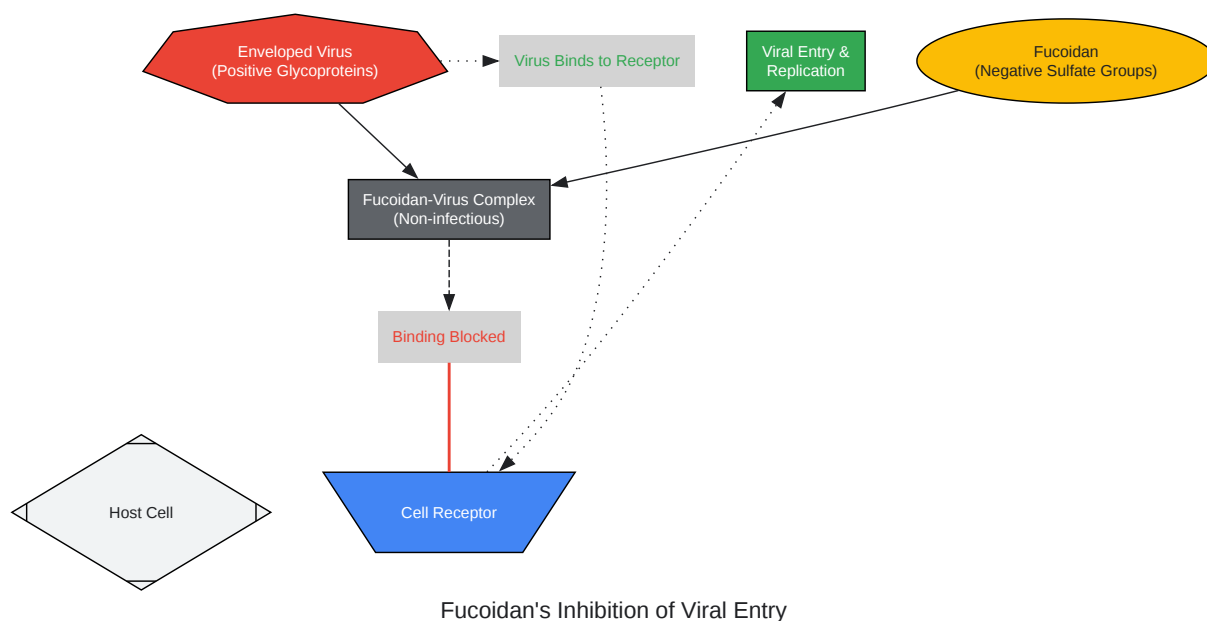 Enveloped Virus
(Positive Glycoproteins)
Virus Binds to Receptor
Viral Entry &
Replication
Fucoidan
(Negative Sulfate Groups)
Fucoidan-Virus Complex
(Non-infectious)
Binding Blocked
Host Cell
Cell Receptor
Fucoidan's Inhibition of Viral Entry